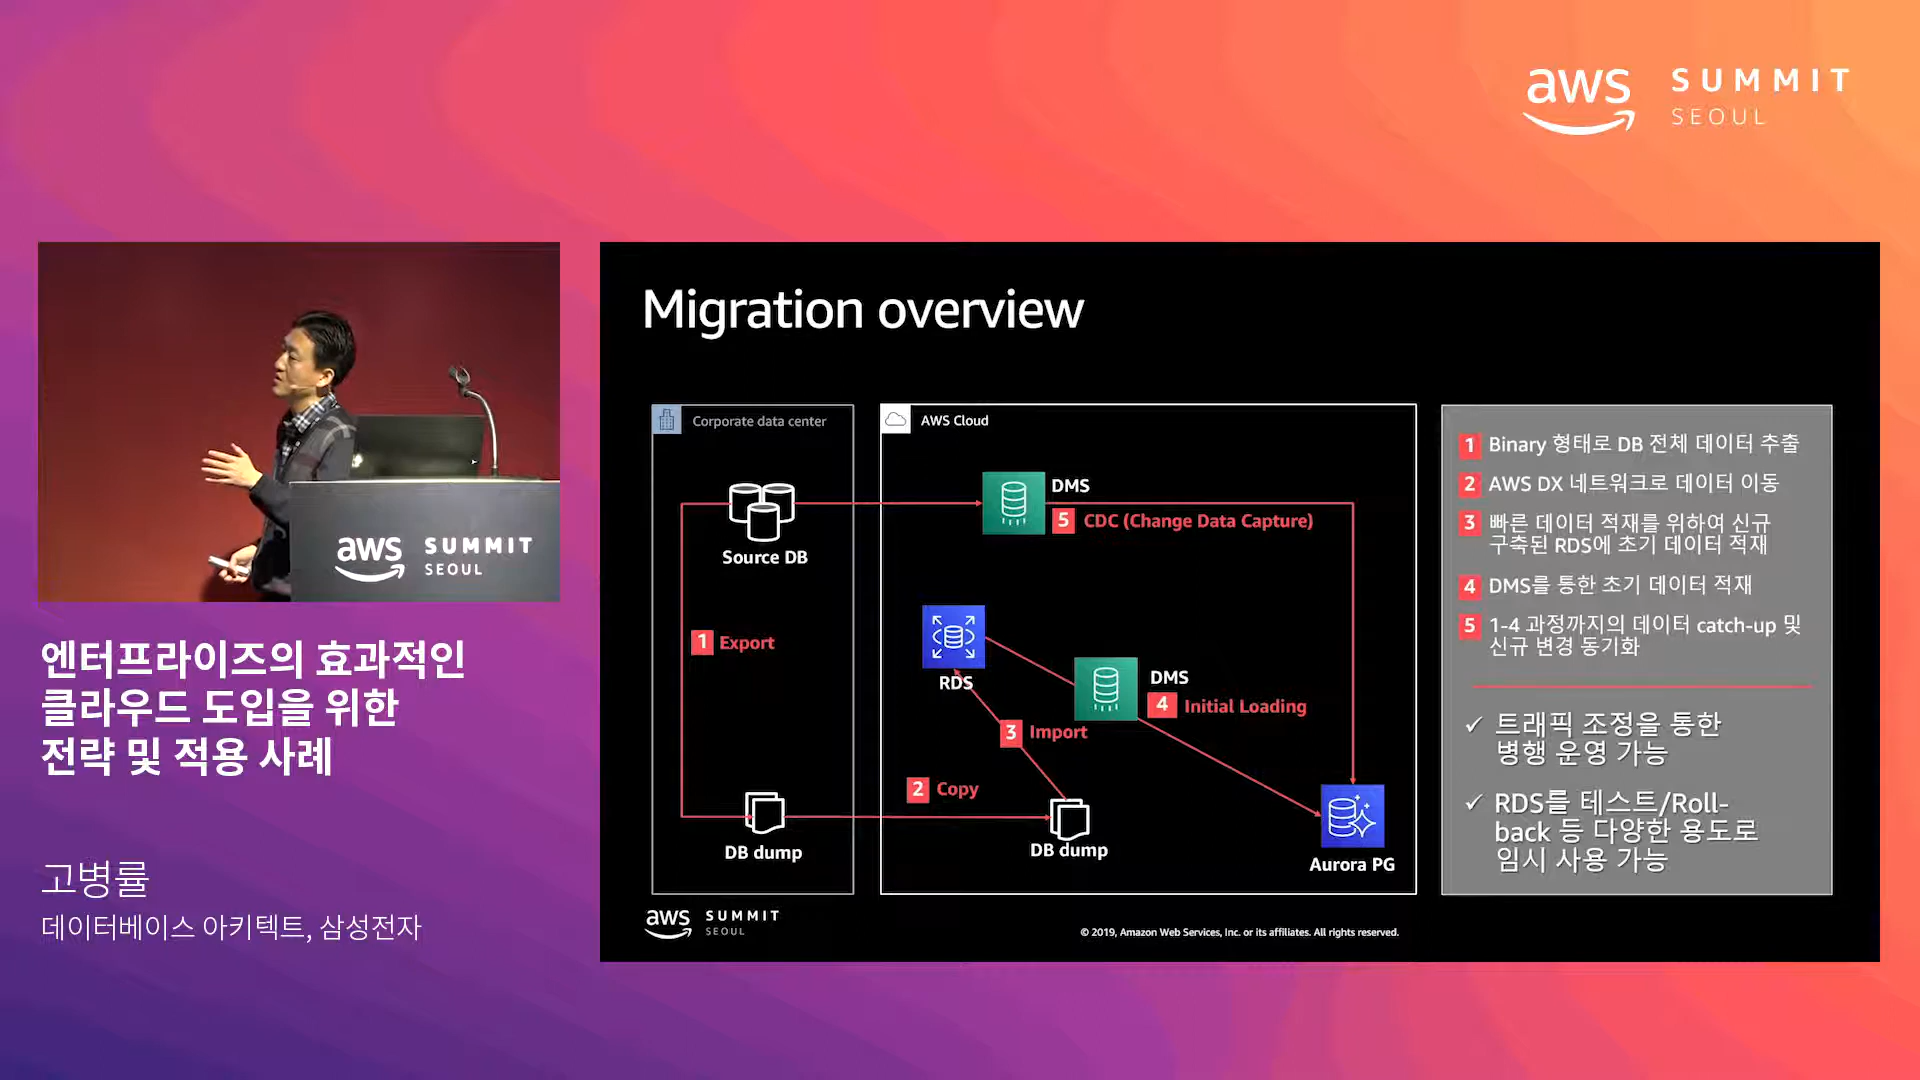 aws SUMMIT
SEOUL
aws SUMMIT
SEOUL
엔터프라이즈의 효과적인
클라우드 도입을 위한
전략 및 적용 사례
고병률
데이터베이스 아키텍트, 삼성전자
Migration overview
Corporate data center
Source DB
1 Export
DB dump
AWS Cloud
DMS
5 CDC (Change Data Capture)
RDS
DMS
4 Initial Loading
3 Import
2 Copy
DB dump
Aurora PG
1 Binary 형태로 DB 전체 데이터 추출
2 AWS DX 네트워크로 데이터 이동
3 빠른 데이터 적재를 위하여 신규
구축된 RDS에 초기 데이터 적재
4 DMS를 통한 초기 데이터 적재
5 1-4 과정까지의 데이터 catch-up 및
신규 변경 동기화
✓ 트래픽 조정을 통한
병행 운영 가능
✓ RDS를 테스트/Roll-
back 등 다양한 용도로
임시 사용 가능
aws SUMMIT
SEOUL
© 2019, Amazon Web Services, Inc. or its affiliates. All rights reserved.